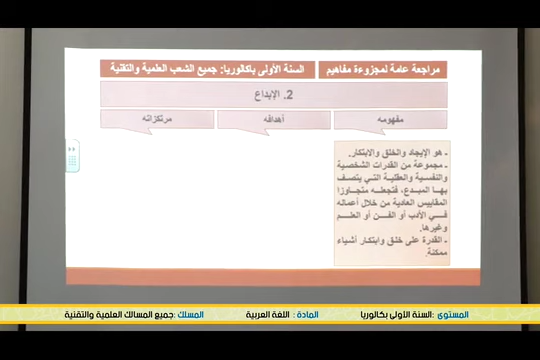 مراجعة عامة لمجزوءة مفاهيم
السنة الأولى باكالوريا: جميع الشعب العلمية والتقنية
2. الإبداع
مفهومه
أهدافه
مرتكزاته
- هو الإيجاد والخلق والابتكار.
- مجموعة من القدرات الشخصية
والنفسية والعقلية التي يتصف
بها المبدع، فتجعله متجاوزا
المقاييس العادية من خلال أعماله
في الأدب أو الفن أو العلم
وغيرها.
- القدرة على خلق وابتكار أشياء
ممكنة.
المستوى :السنة الأولى بكالوريا
المادة : اللغة العربية
المسلك :جميع المسالك العلمية والتقنية